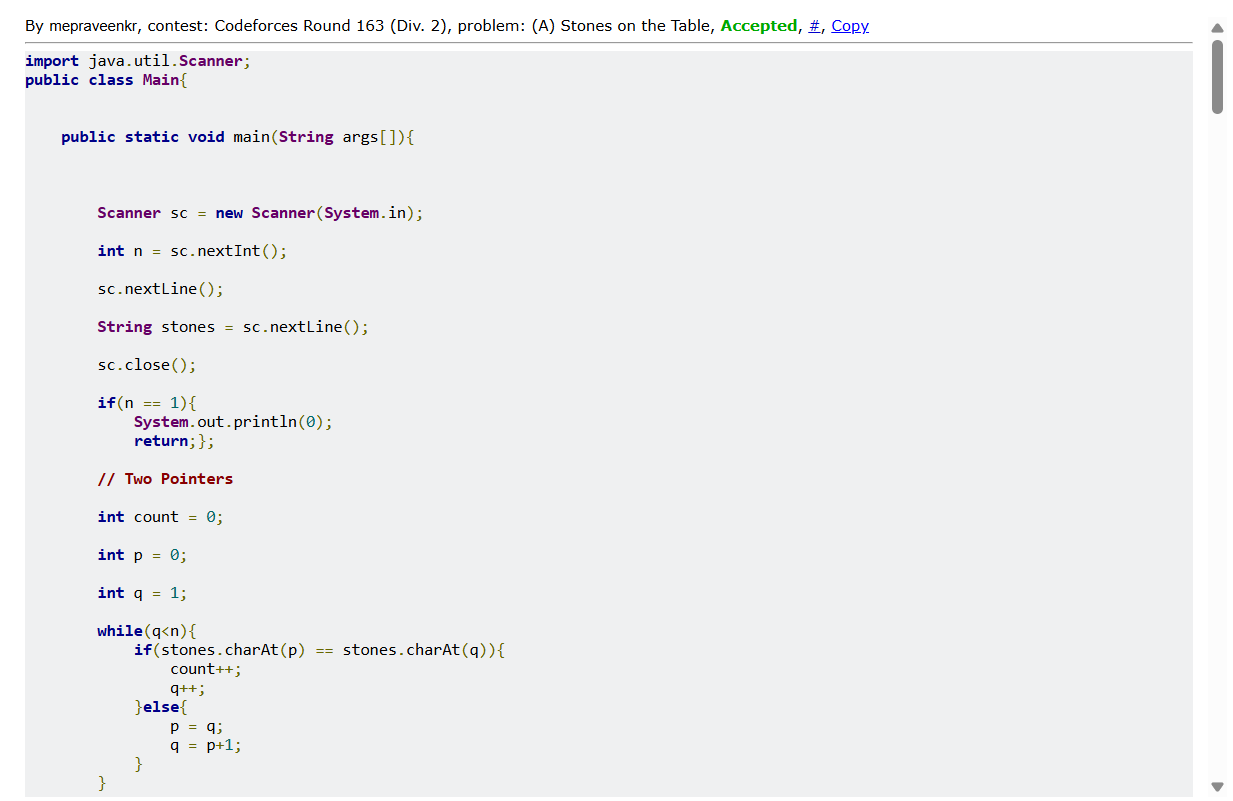 By mepraveenkr, contest: Codeforces Round 163 (Div. 2), problem: (A) Stones on the Table, Accepted, #, Copy
import java.util.Scanner;
public class Main{
    public static void main(String args[]){
        Scanner sc = new Scanner(System.in);
        int n = sc.nextInt();
        sc.nextLine();
        String stones = sc.nextLine();
        sc.close();
        if(n == 1){
            System.out.println(0);
            return;};
        // Two Pointers
        int count = 0;
        int p = 0;
        int q = 1;
        while(q<n){
            if(stones.charAt(p) == stones.charAt(q)){
                count++;
                q++;
            }else{
                p = q;
                q = p+1;
            }
        }